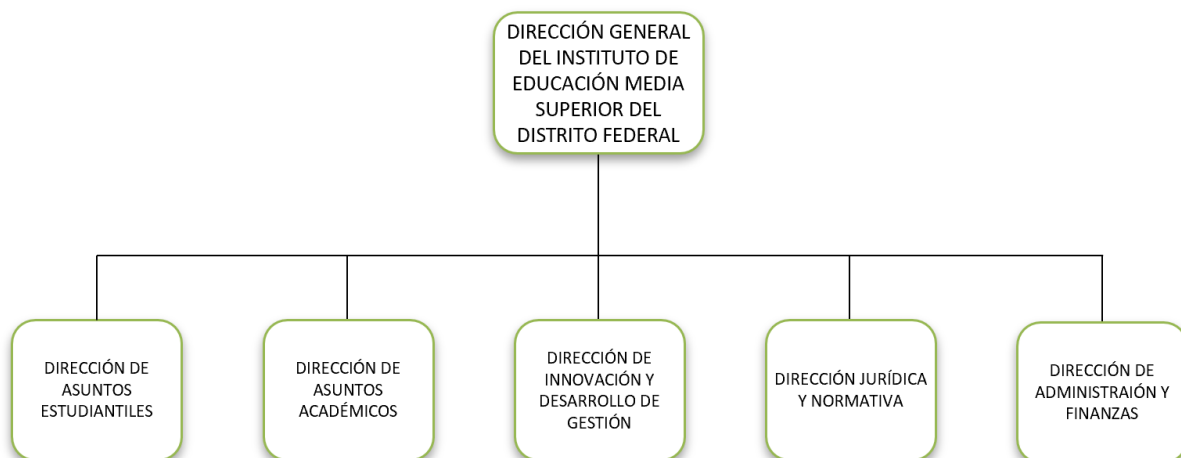 DIRECCIÓN GENERAL
DEL INSTITUTO DE
EDUCACIÓN MEDIA
SUPERIOR DEL
DISTRITO FEDERAL
DIRECCIÓN DE
ASUNTOS
ESTUDIANTILES
DIRECCIÓN DE
ASUNTOS
ACADÉMICOS
DIRECCIÓN DE
INNOVACIÓN Y
DESARROLLO DE
GESTIÓN
DIRECCIÓN JURÍDICA
Y NORMATIVA
DIRECCIÓN DE
ADMINISTRAIÓN Y
FINANZAS